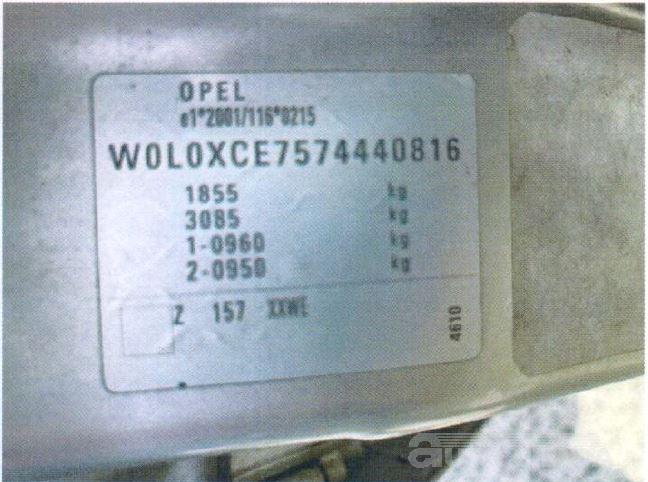 OPEL
e1*2001/116*0215
W0L0XCE7574440816
1855 kg
3085 kg
1-0960 kg
2-0950 kg
Z 157 XXWE
4610